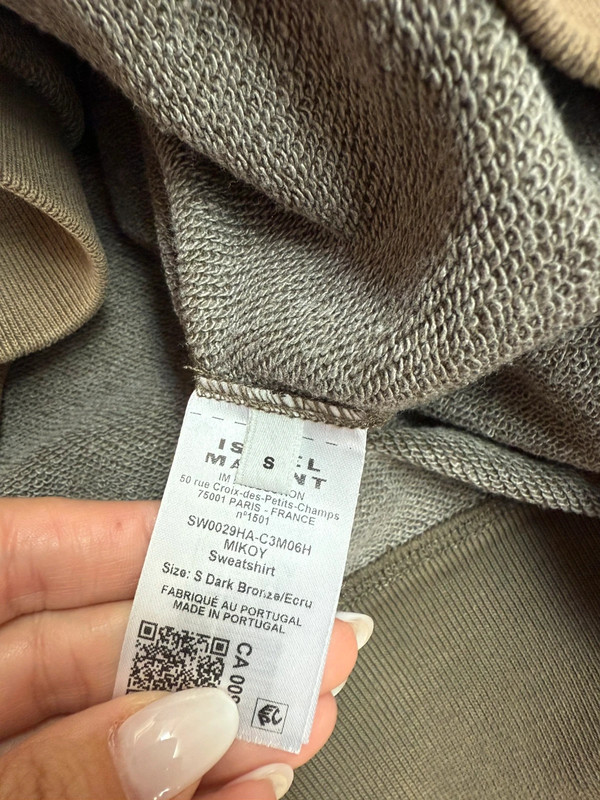 S
50 rue Croix-des-Petits-Champs
75001 PARIS - FRANCE
n°1501
SW0029HA-C3M06H
MIKOY
Sweatshirt
Size: S Dark Bronze/Ecru
FABRIQUÉ AU PORTUGAL
MADE IN PORTUGAL
CA